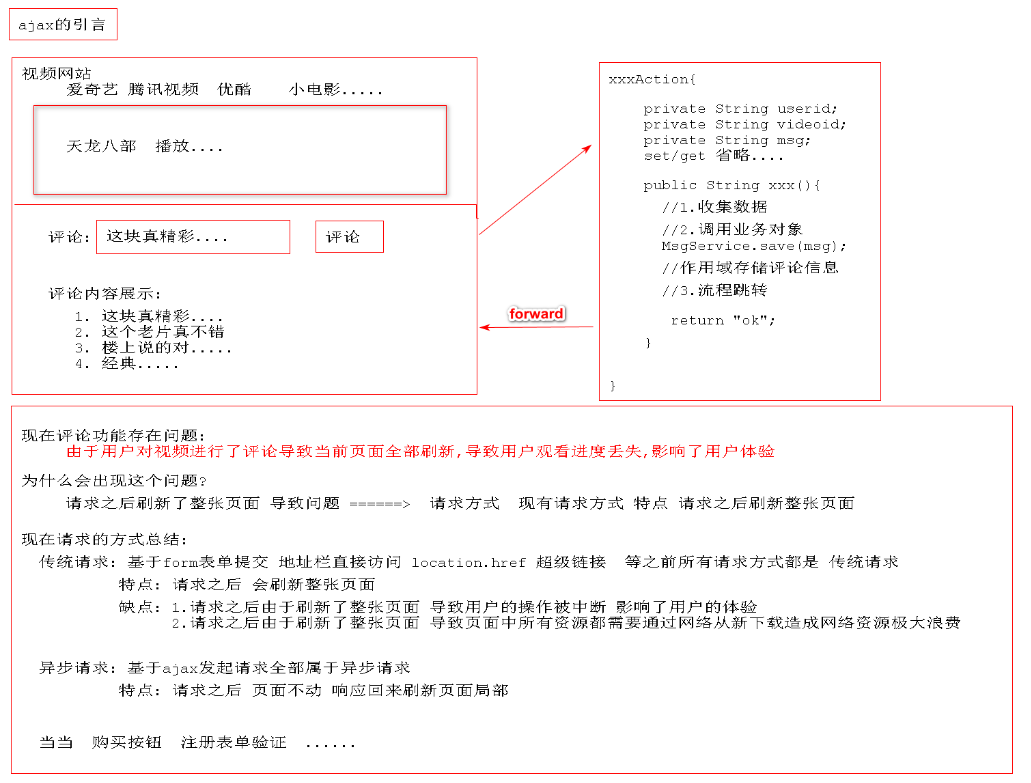 ajax的引言
视频网站
爱奇艺 腾讯视频 优酷 小电影.....
天龙八部 播放....
评论: 这块真精彩.... 评论
评论内容展示:
1. 这块真精彩....
2. 这个老片真不错
3. 楼上说的对.....
4. 经典.....
forward
xxxAction{
private String userid;
private String videoid;
private String msg;
set/get 省略....
public String xxx(){
//1.收集数据
//2.调用业务对象
MsgService.save(msg);
//作用域存储评论信息
//3.流程跳转
return "ok";
}
}
现在评论功能存在问题:
由于用户对视频进行了评论导致当前页面全部刷新,导致用户观看进度丢失,影响了用户体验
为什么会出现这个问题?
请求之后刷新了整张页面 导致问题 ======> 请求方式 现有请求方式 特点 请求之后刷新整张页面
现在请求的方式总结:
传统请求: 基于form表单提交 地址栏直接访问 location.href 超级链接 等之前所有请求方式都是 传统请求
特点: 请求之后 会刷新整张页面
缺点: 1.请求之后由于刷新了整张页面 导致用户的操作被中断 影响了用户的体验
2.请求之后由于刷新了整张页面 导致页面中所有资源都需要通过网络从新下载造成网络资源极大浪费
异步请求: 基于ajax发起请求全部属于异步请求
特点: 请求之后 页面不动 响应回来刷新页面局部
当当 购买按钮 注册表单验证 ......